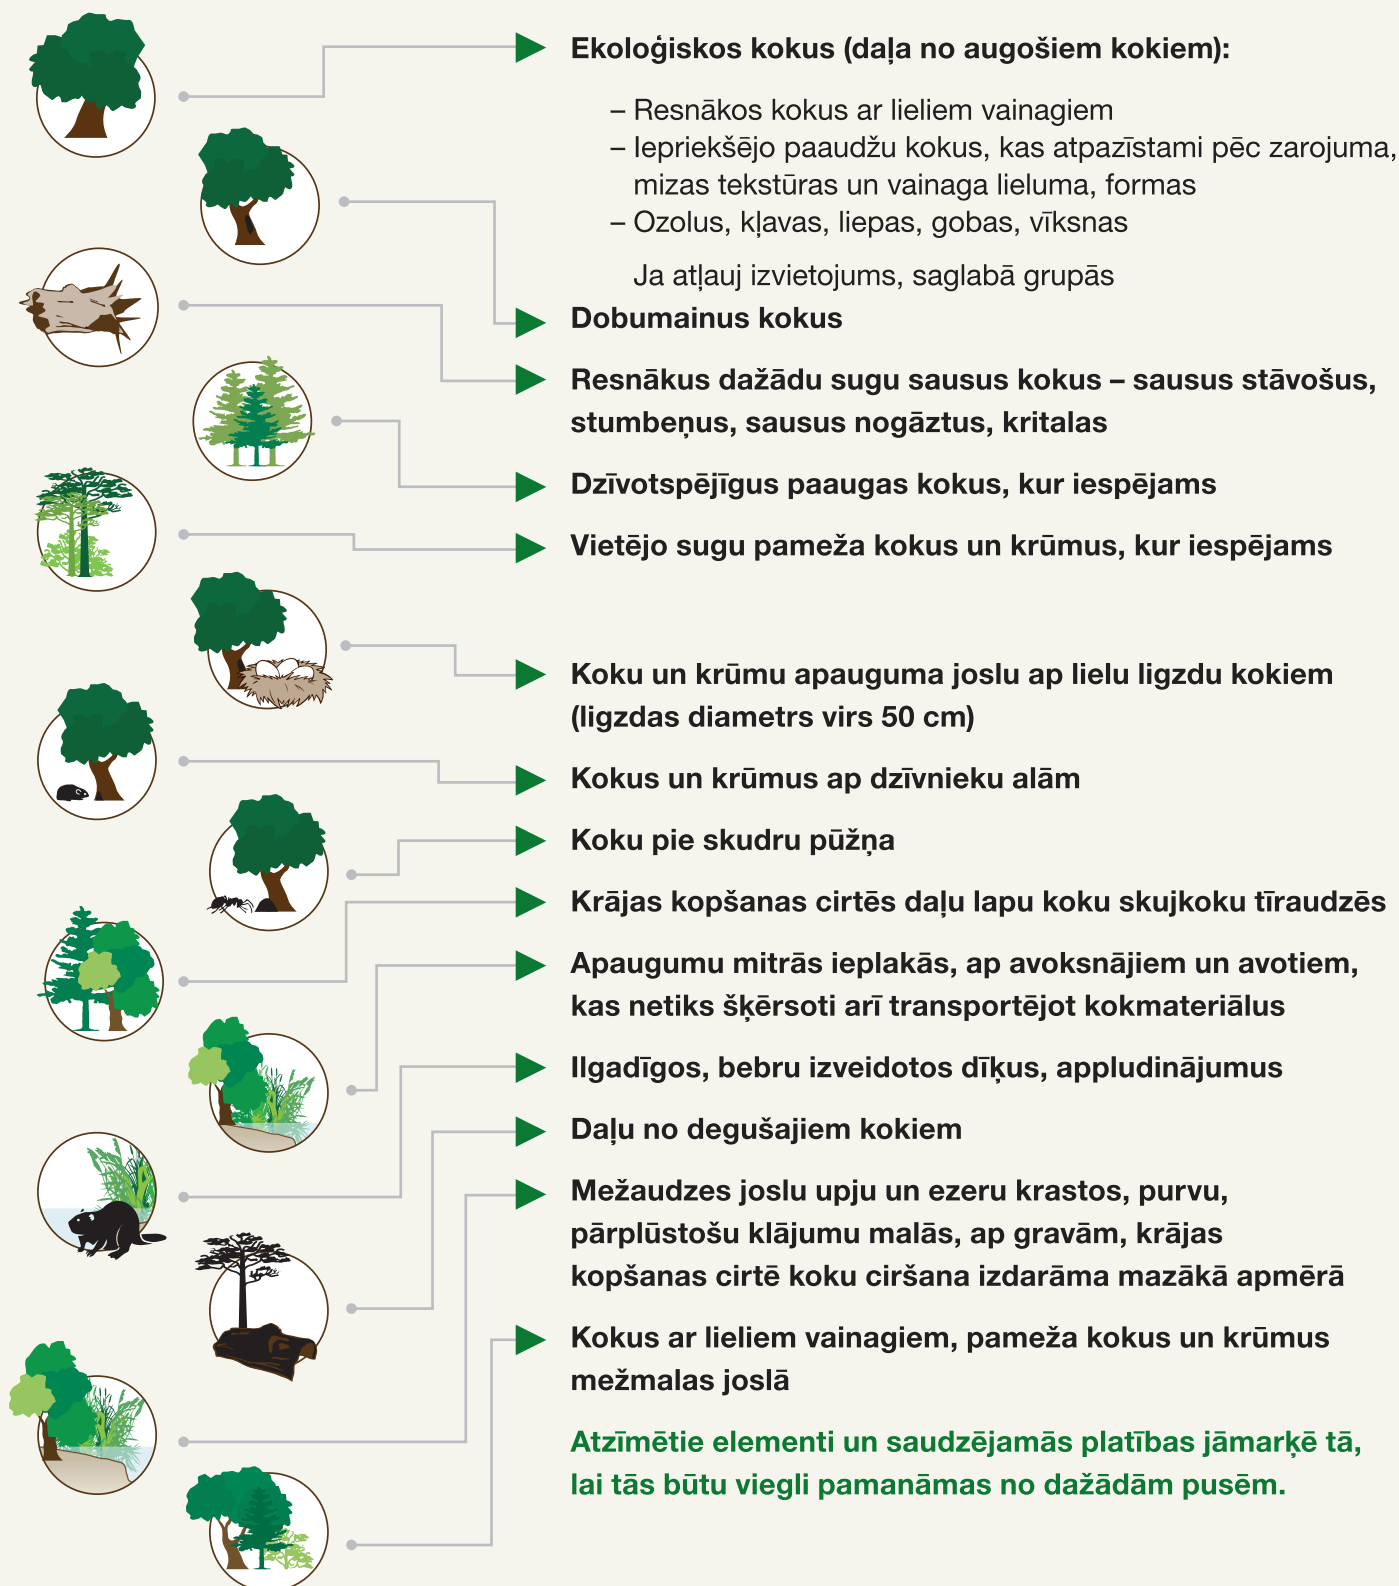 Ekoloģiskos kokus (daļa no augošiem kokiem):
– Resnākos kokus ar lieliem vainagiem
– Iepriekšējo paaudžu kokus, kas atpazīstami pēc zarojuma,
mizas tekstūras un vainaga lieluma, formas
– Ozolus, kļavas, liepas, gobas, vīksnas
Ja atļauj izvietojums, saglabā grupās
Dobumainus kokus
Resnākus dažādu sugu sausus kokus – sausus stāvošus,
stumbeņus, sausus nogāztus, kritalas
Dzīvotspējīgus paaugas kokus, kur iespējams
Vietējo sugu pameža kokus un krūmus, kur iespējams
Koku un krūmu apauguma joslu ap lielu ligzdu kokiem
(ligzdas diametrs virs 50 cm)
Kokus un krūmus ap dzīvnieku alām
Koku pie skudru pūžņa
Krājas kopšanas cirtēs daļu lapu koku skujkoku tīraudzēs
Apaugumu mitrās ieplakās, ap avoksnājiem un avotiem,
kas netiks šķērsoti arī transportējot kokmateriālus
Ilgadīgos, bebru izveidotos dīķus, appludinājumus
Daļu no degušajiem kokiem
Mežaudzes joslu upju un ezeru krastos, purvu,
pārplūstošu klājumu malās, ap gravām, krājas
kopšanas cirtē koku ciršana izdarāma mazākā apmērā
Kokus ar lieliem vainagiem, pameža kokus un krūmus
mežmalas joslā
Atzīmētie elementi un saudzējamās platības jāmarķē tā,
lai tās būtu viegli pamanāmas no dažādām pusēm.